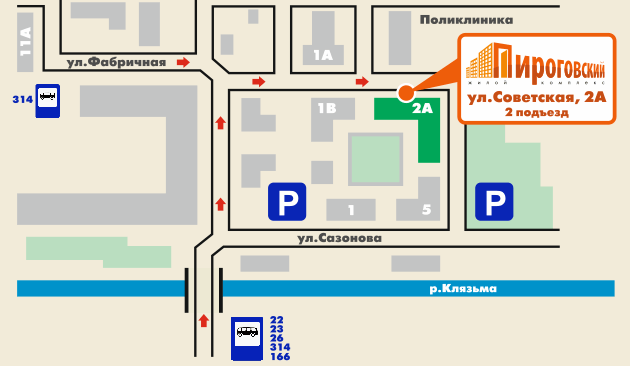 Поликлиника
11А
1А
ул.Фабричная
Пироговский
жилой комплекс
ул.Советская, 2А
2 подъезд
314
1В
2А
P
P
1
5
ул.Сазонова
р.Клязьма
22
23
26
314
166